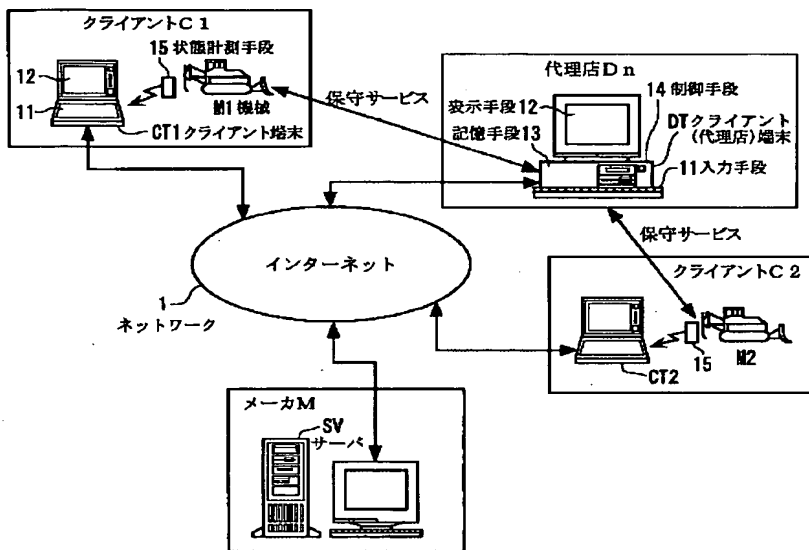 クライアントC1
15 状態計測手段
12
11
M1 機械
CT1 クライアント端末
保守サービス
代理店Dn
表示手段12
14 制御手段
記憶手段13
DTクライアント
(代理店)端末
11入力手段
保守サービス
インターネット
1
ネットワーク
クライアントC2
15
M2
CT2
メーカM
SV
サーバ